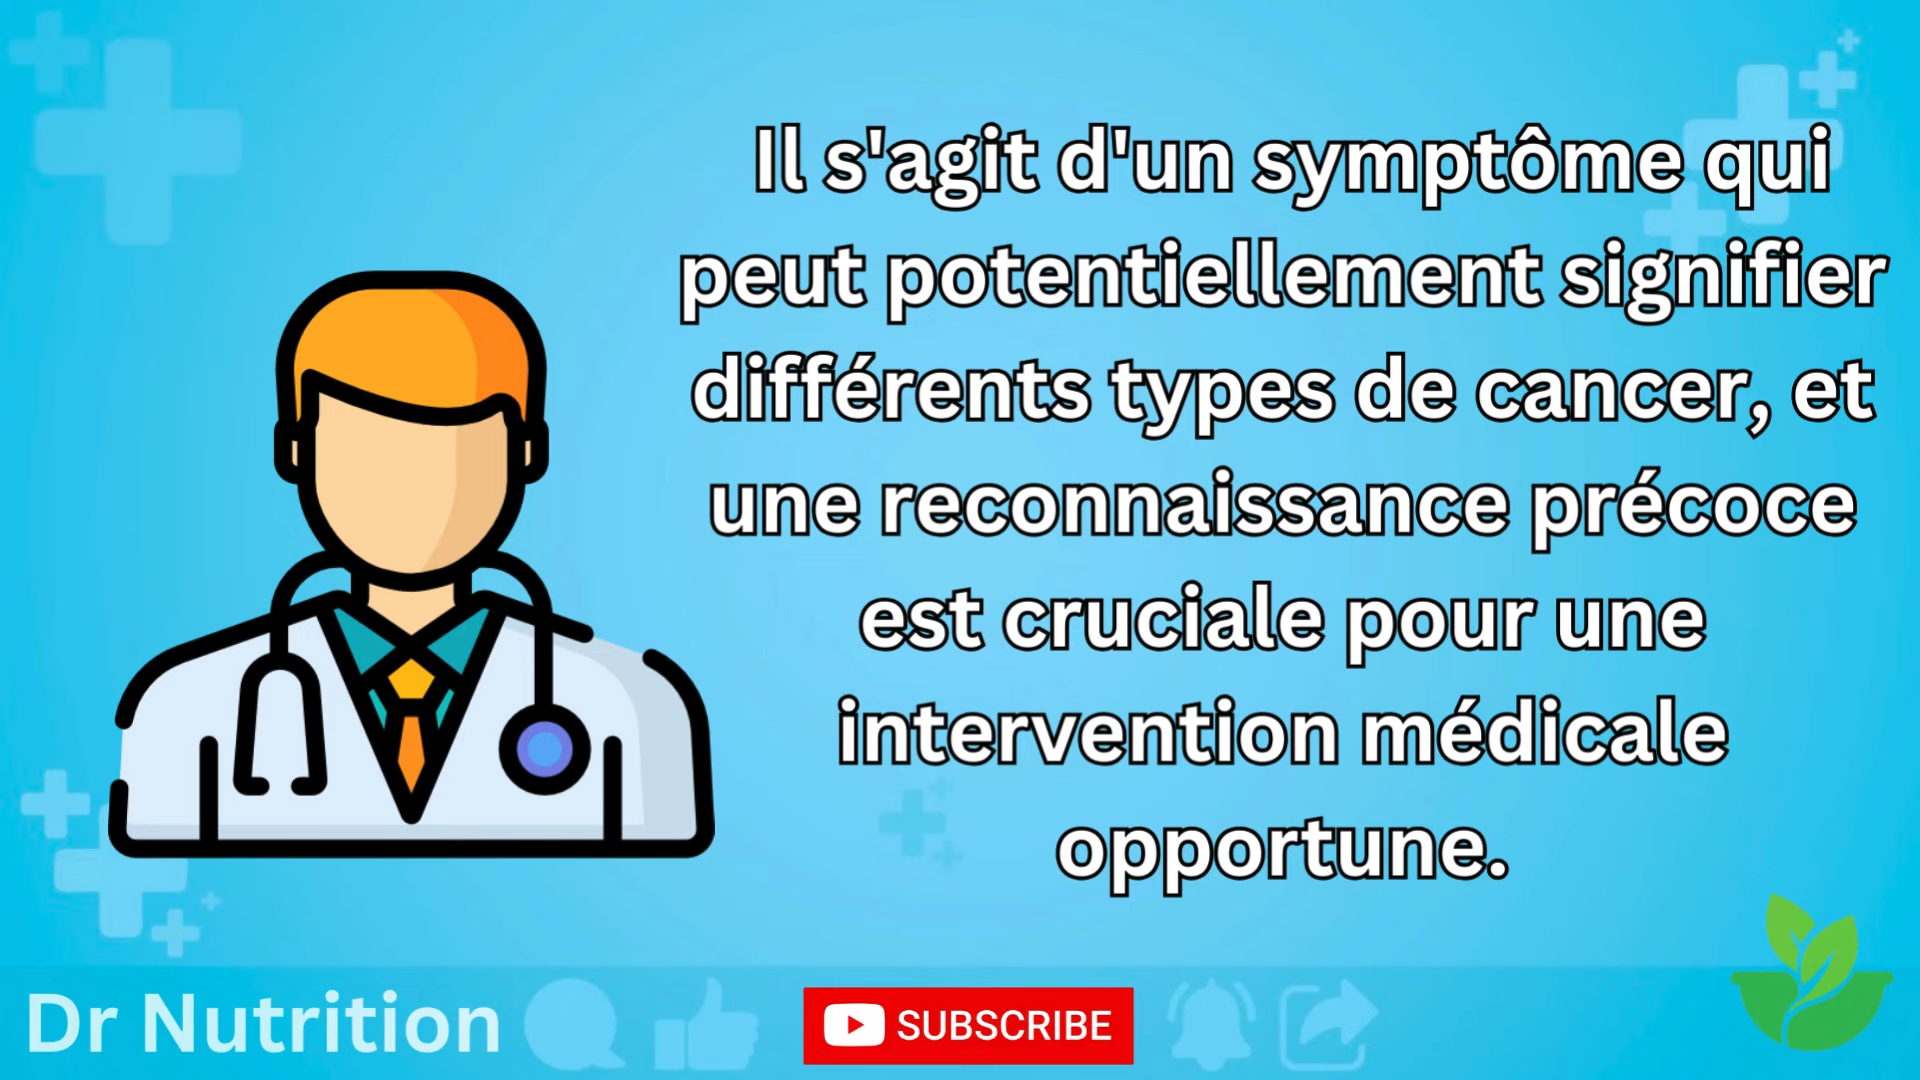 Il s'agit d'un symptôme qui
peut potentiellement signifier
différents types de cancer, et
une reconnaissance précoce
est cruciale pour une
intervention médicale
opportune.
Dr Nutrition
SUBSCRIBE